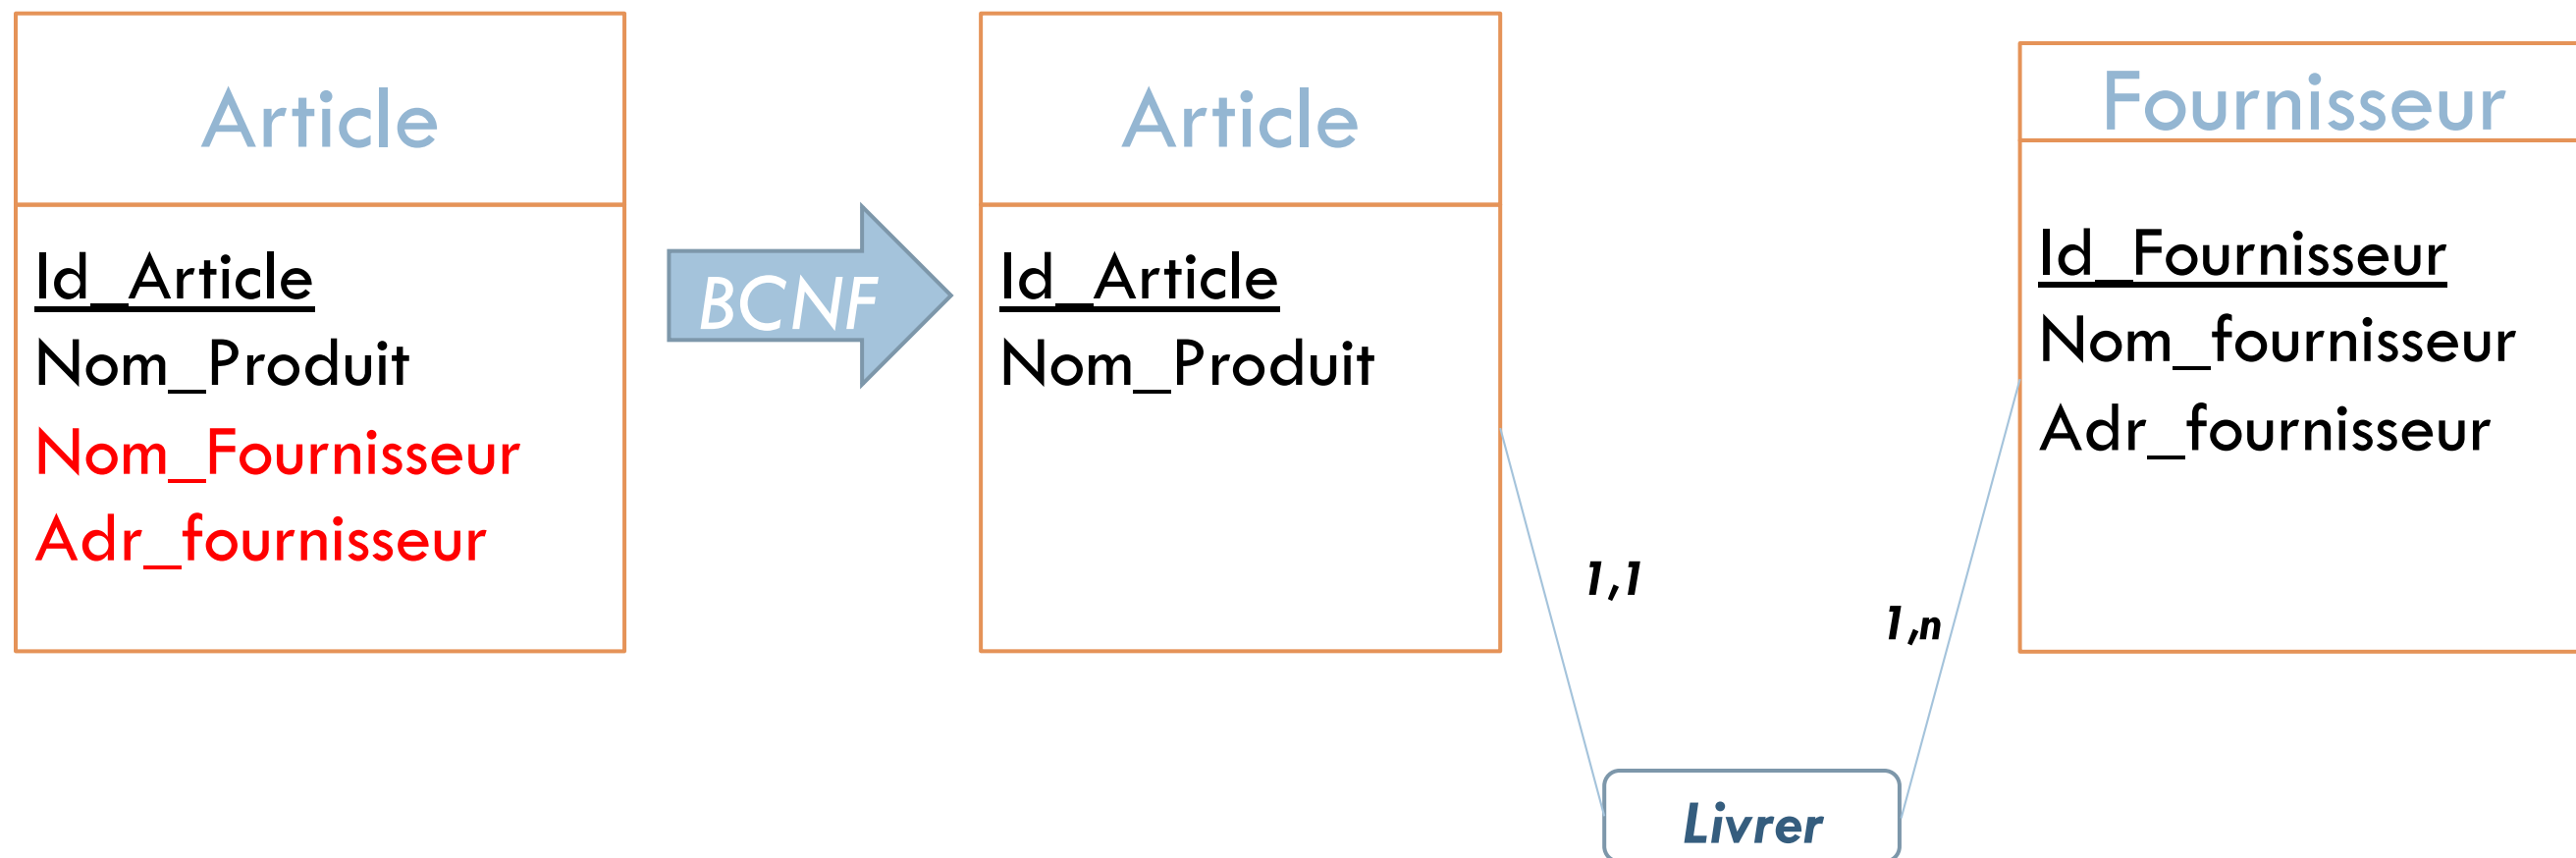 Article
Id_Article
Nom_Produit
Nom_Fournisseur
Adr_fournisseur
BCNF
Article
Id_Article
Nom_Produit
Fournisseur
Id_Fournisseur
Nom_fournisseur
Adr_fournisseur
1,1
1,n
Livrer